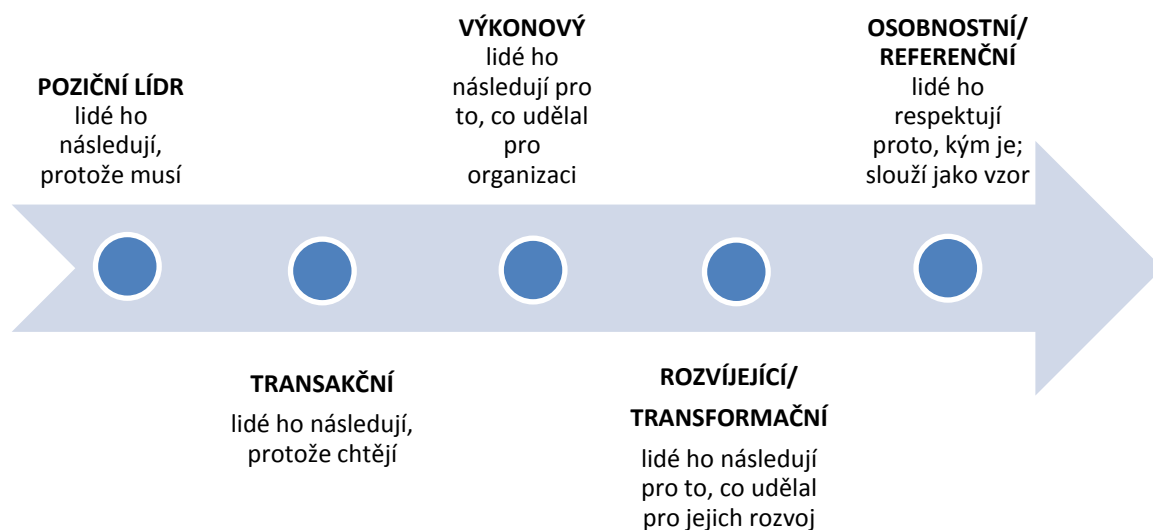 POZIČNÍ LÍDR
lidé ho
následují,
protože musí
TRANSAKČNÍ
lidé ho následují,
protože chtějí
VÝKONOVÝ
lidé ho
následují pro
to, co udělal
pro
organizaci
ROZVÍJEJÍCÍ/
TRANSFORMAČNÍ
lidé ho následují
pro to, co udělal
pro jejich rozvoj
OSOBNOSTNÍ/
REFERENČNÍ
lidé ho
respektují
proto, kým je;
slouží jako vzor